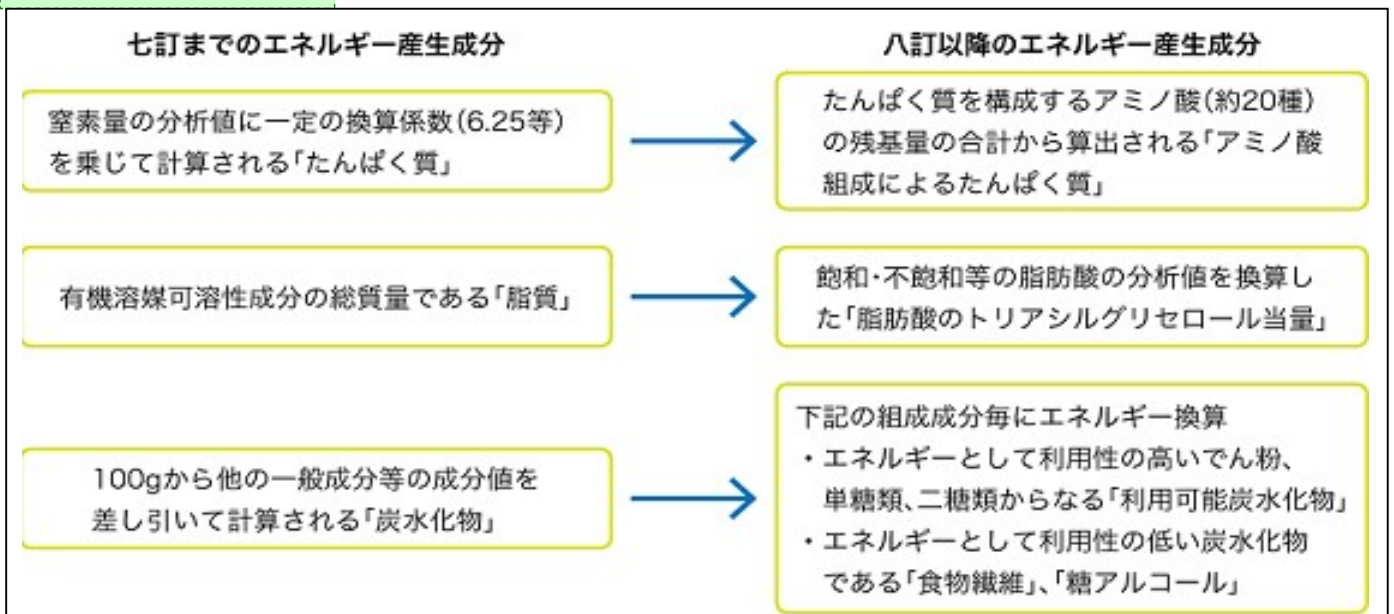 七訂までのエネルギー産生成分
八訂以降のエネルギー産生成分
窒素量の分析値に一定の換算係数(6.25等)
を乗じて計算される「たんぱく質」
たんぱく質を構成するアミノ酸(約20種)
の残基量の合計から算出される「アミノ酸
組成によるたんぱく質」
有機溶媒可溶性成分の総質量である「脂質」
飽和・不飽和等の脂肪酸の分析値を換算し
た「脂肪酸のトリアシルグリセロール当量」
100gから他の一般成分等の成分値を
差し引いて計算される「炭水化物」
下記の組成成分毎にエネルギー換算
・エネルギーとして利用性の高いでん粉、
単糖類、二糖類からなる「利用可能炭水化物」
・エネルギーとして利用性の低い炭水化物
である「食物繊維」、「糖アルコール」